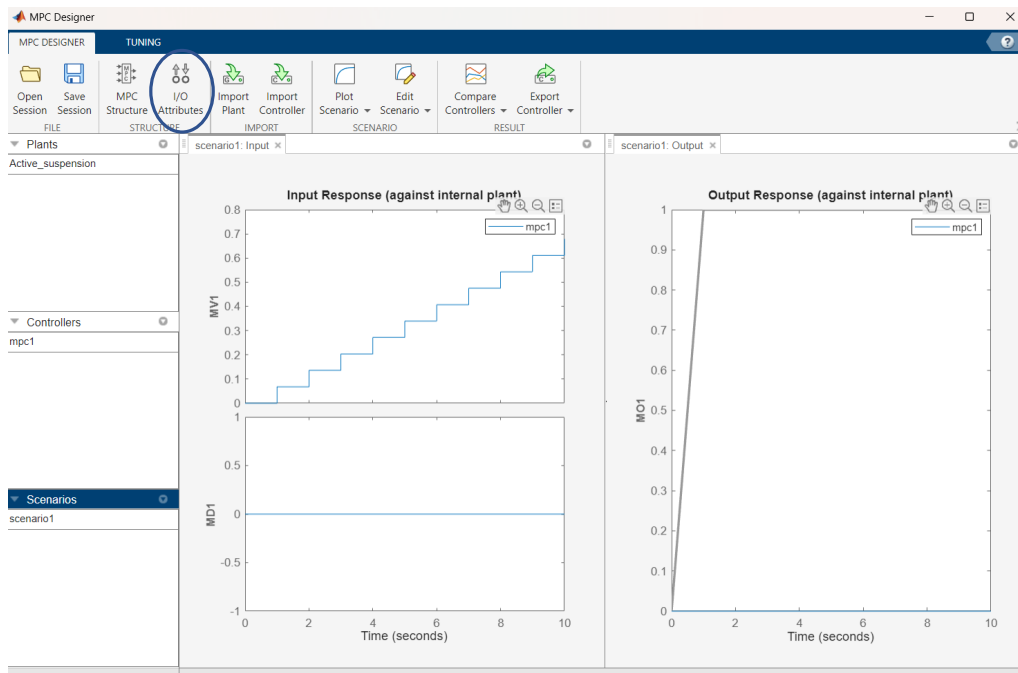 MPC Designer
MPC DESIGNER TUNING
Open Session
Save Session
MPC Structure
I/O Attributes
Import Plant
Import Controller
Plot Scenario
Edit Scenario
Compare Controllers
Export Controller
FILE STRUCTURE IMPORT SCENARIO RESULT
Plants
Active_suspension
Controllers
mpc1
Scenarios
scenario1
scenario1: Input
Input Response (against internal plant)
mpc1
0.8
0.7
0.6
0.5
0.4
0.3
0.2
0.1
0
MV1
1
0.5
0
-0.5
-1
MD1
0 2 4 6 8 10
Time (seconds)
scenario1: Output
Output Response (against internal plant)
mpc1
1
0.9
0.8
0.7
0.6
0.5
0.4
0.3
0.2
0.1
0
MO1
0 2 4 6 8 10
Time (seconds)